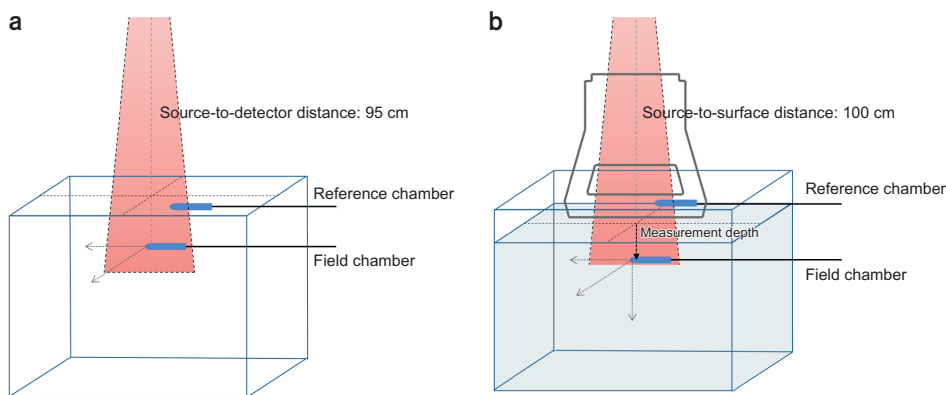 a
Source-to-detector distance: 95 cm
Reference chamber
Field chamber
b
Source-to-surface distance: 100 cm
Reference chamber
Measurement depth
Field chamber